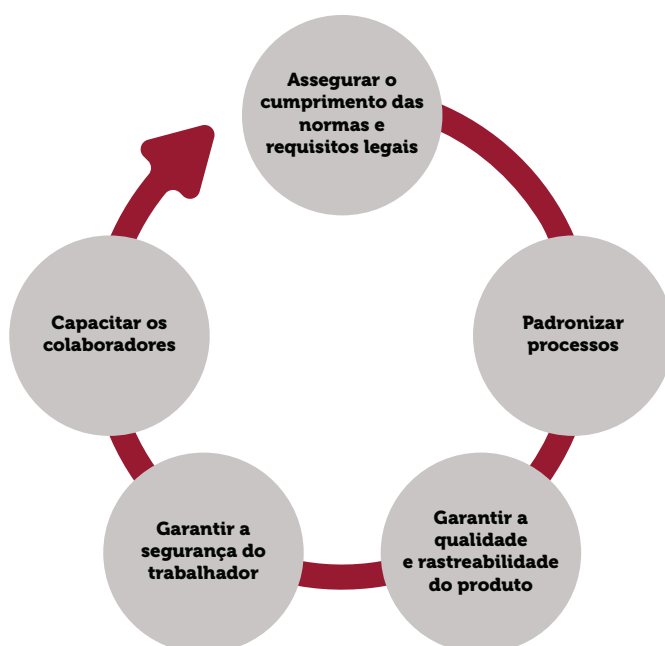 Assegurar o
cumprimento das
normas e
requisitos legais
Padronizar
processos
Garantir a
qualidade
e rastreabilidade
do produto
Garantir a
segurança do
trabalhador
Capacitar os
colaboradores